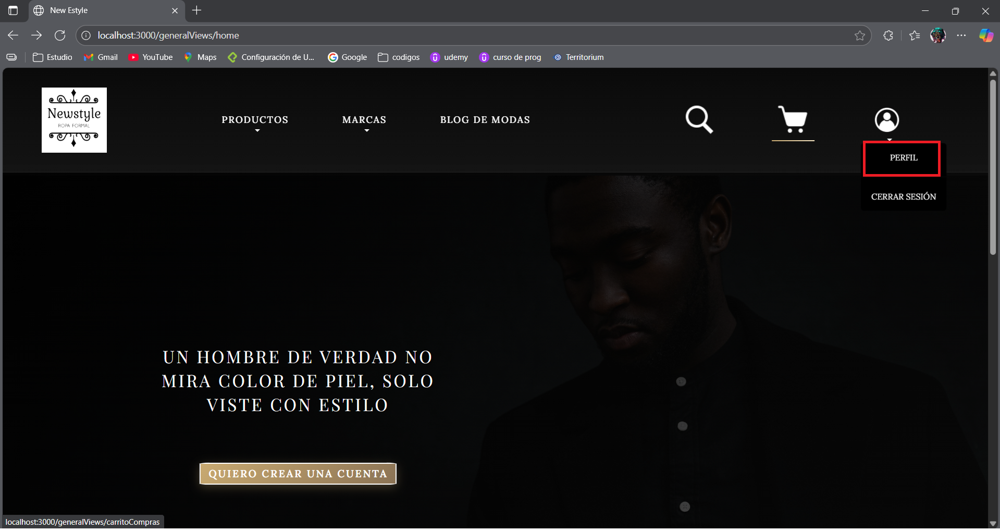 New Estyle
localhost:3000/generalViews/home
Estudio
Gmail
YouTube
Maps
Configuración de U...
Google
codigos
udemy
curso de prog
Territorium
Newstyle
ROPA FORMAL
PRODUCTOS
MARCAS
BLOG DE MODAS
PERFIL
CERRAR SESIÓN
UN HOMBRE DE VERDAD NO
MIRA COLOR DE PIEL, SOLO
VISTE CON ESTILO
QUIERO CREAR UNA CUENTA
localhost:3000/generalViews/carritoCompras